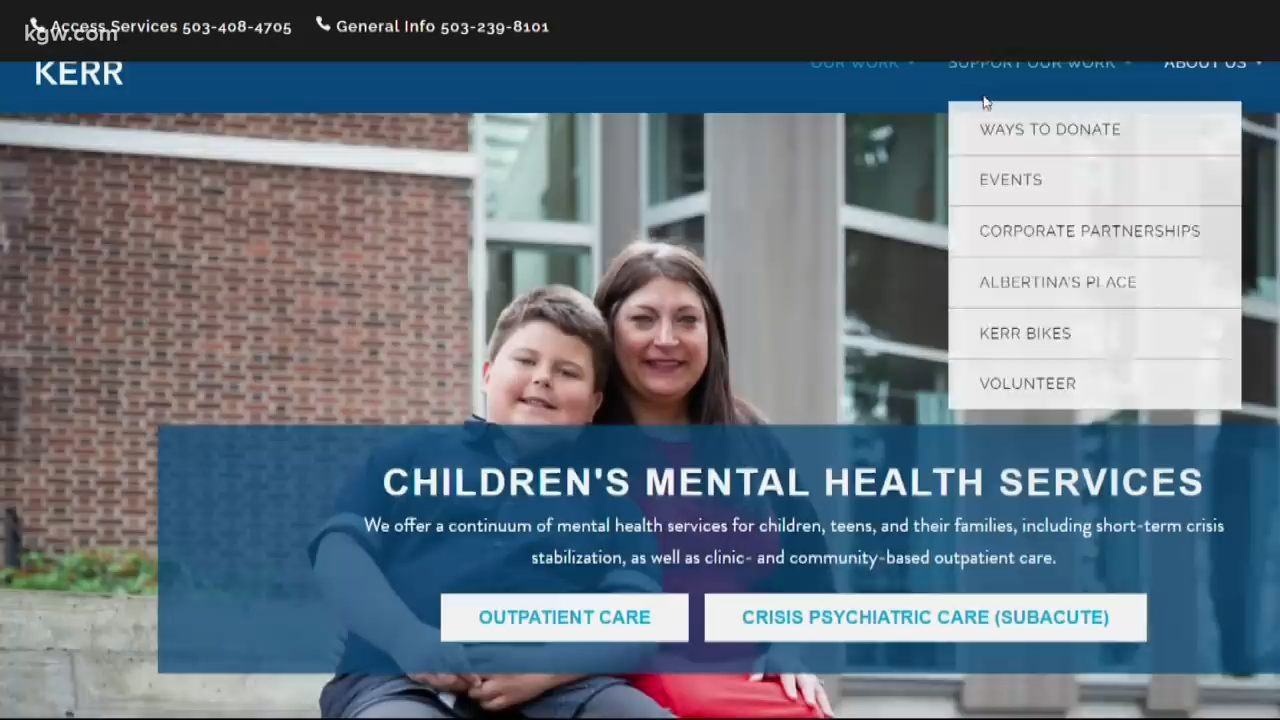 Access Services 503-408-4705 General Info 503-239-8101
kgw.com
KERR
OUR WORK SUPPORT OUR WORK ABOUT US
WAYS TO DONATE
EVENTS
CORPORATE PARTNERSHIPS
ALBERTINA'S PLACE
KERR BIKES
VOLUNTEER
CHILDREN'S MENTAL HEALTH SERVICES
We offer a continuum of mental health services for children, teens, and their families, including short-term crisis
stabilization, as well as clinic- and community-based outpatient care.
OUTPATIENT CARE CRISIS PSYCHIATRIC CARE (SUBACUTE)